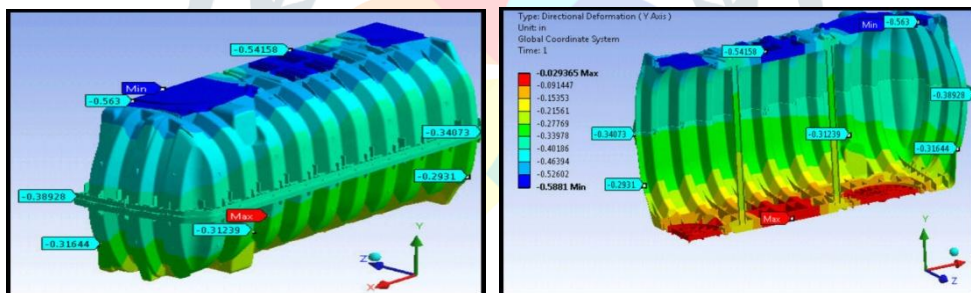 -0.54158
Min
-0.563
-0.34073
-0.2931
-0.38928
Max
-0.31239
-0.31644
Y
Z
X
Type: Directional Deformation ( Y Axis )
Unit: in
Global Coordinate System
Time: 1
-0.029365 Max
-0.091447
-0.15353
-0.21561
-0.27769
-0.33978
-0.40186
-0.46394
-0.52602
-0.5881 Min
Min
-0.563
-0.54158
-0.38928
-0.34073
-0.31239
-0.31644
-0.2931
Max
Y
Z